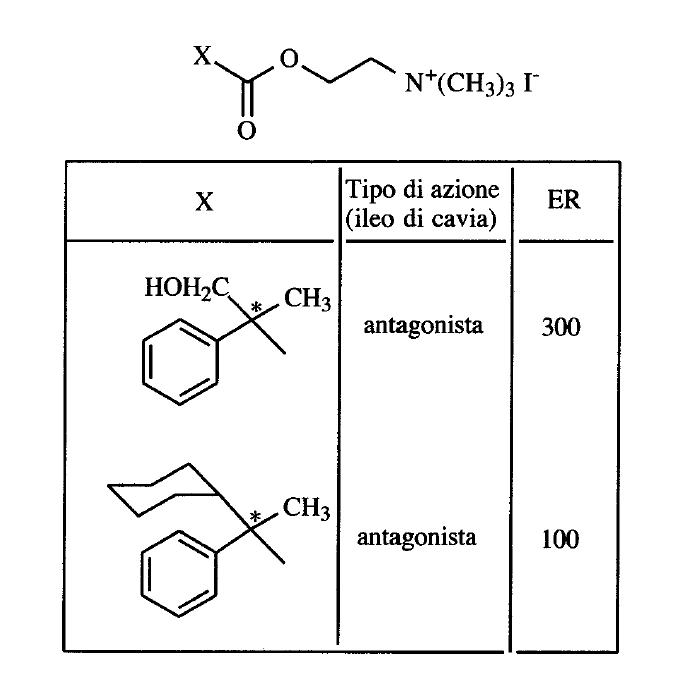 X
O
N⁺(CH₃)₃ I⁻
O
X
Tipo di azione
(ileo di cavia)
ER
HOH₂C
*
CH₃
antagonista
300
*
CH₃
antagonista
100